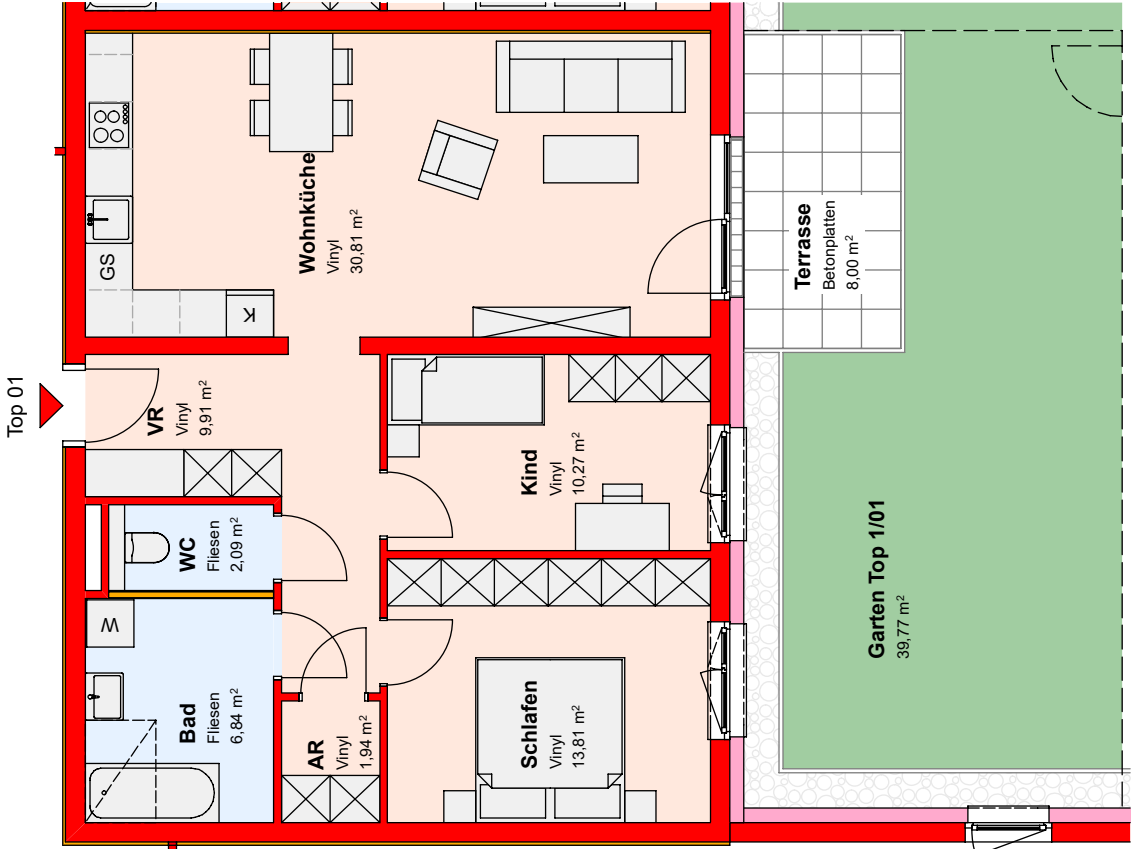 Top 01
Wohnküche
Vinyl
30,81 m²
GS
K
Terrasse
Betonplatten
8,00 m²
VR
Vinyl
9,91 m²
Kind
Vinyl
10,27 m²
WC
Fliesen
2,09 m²
W
Bad
Fliesen
6,84 m²
AR
Vinyl
1,94 m²
Schlafen
Vinyl
13,81 m²
Garten Top 1/01
39,77 m²